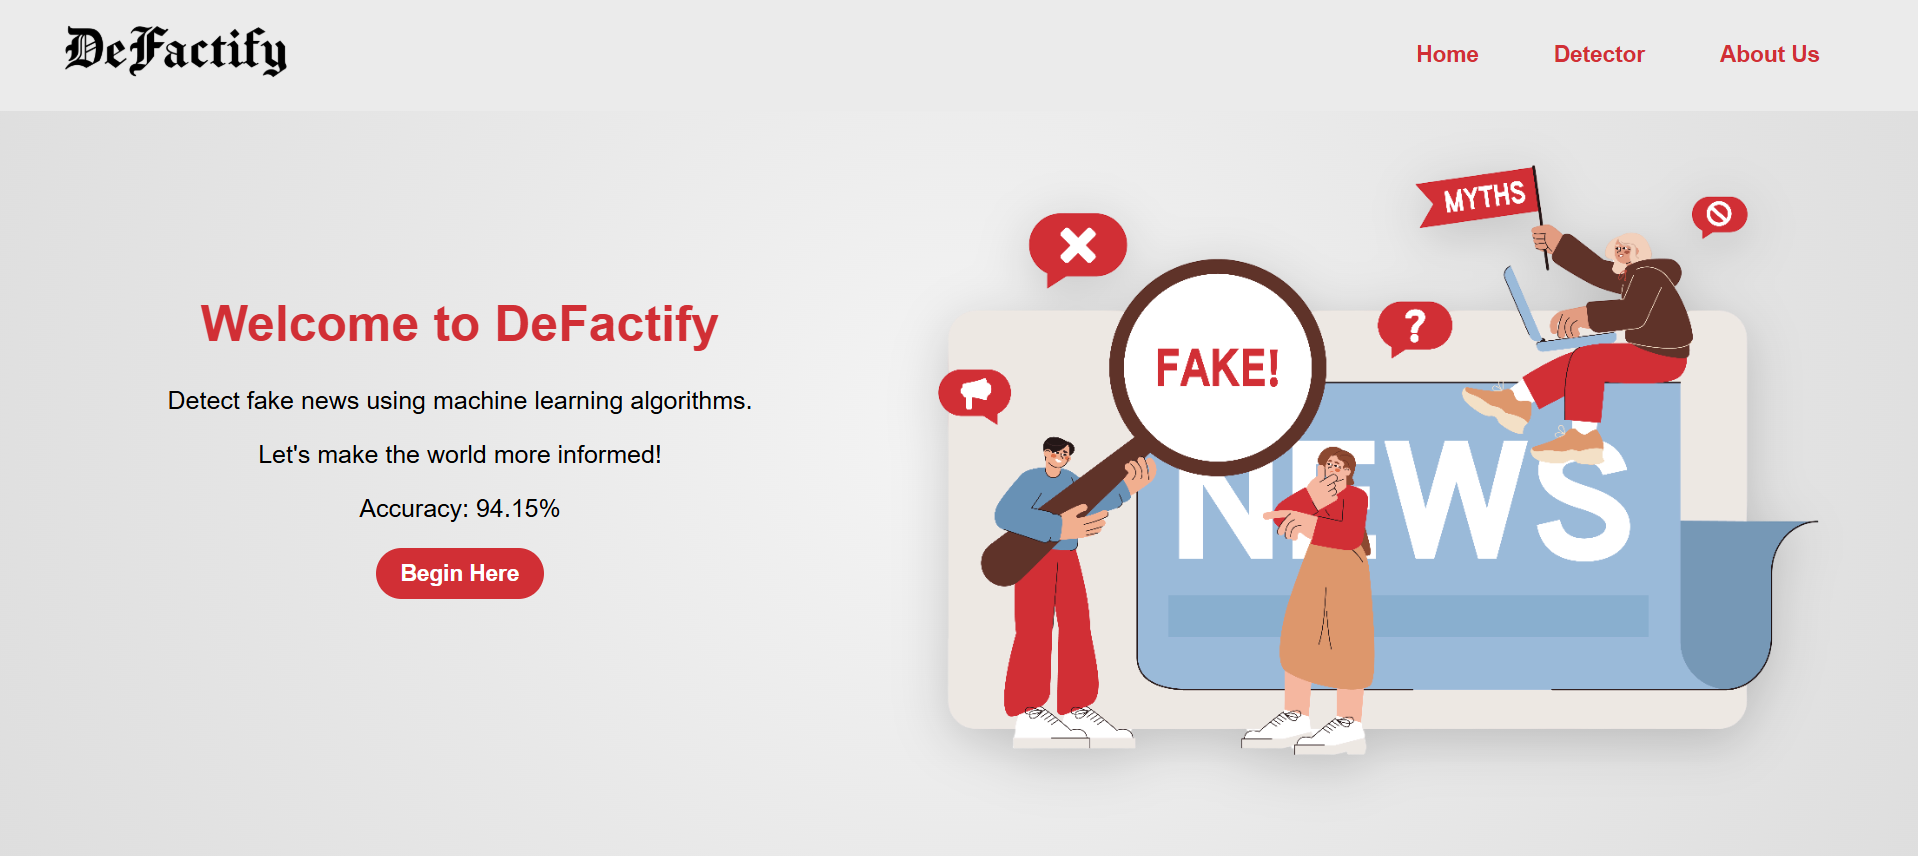 DeFactify
Home
Detector
About Us
Welcome to DeFactify
Detect fake news using machine learning algorithms.
Let's make the world more informed!
Accuracy: 94.15%
Begin Here
MYTHS
?
FAKE!
NEWS